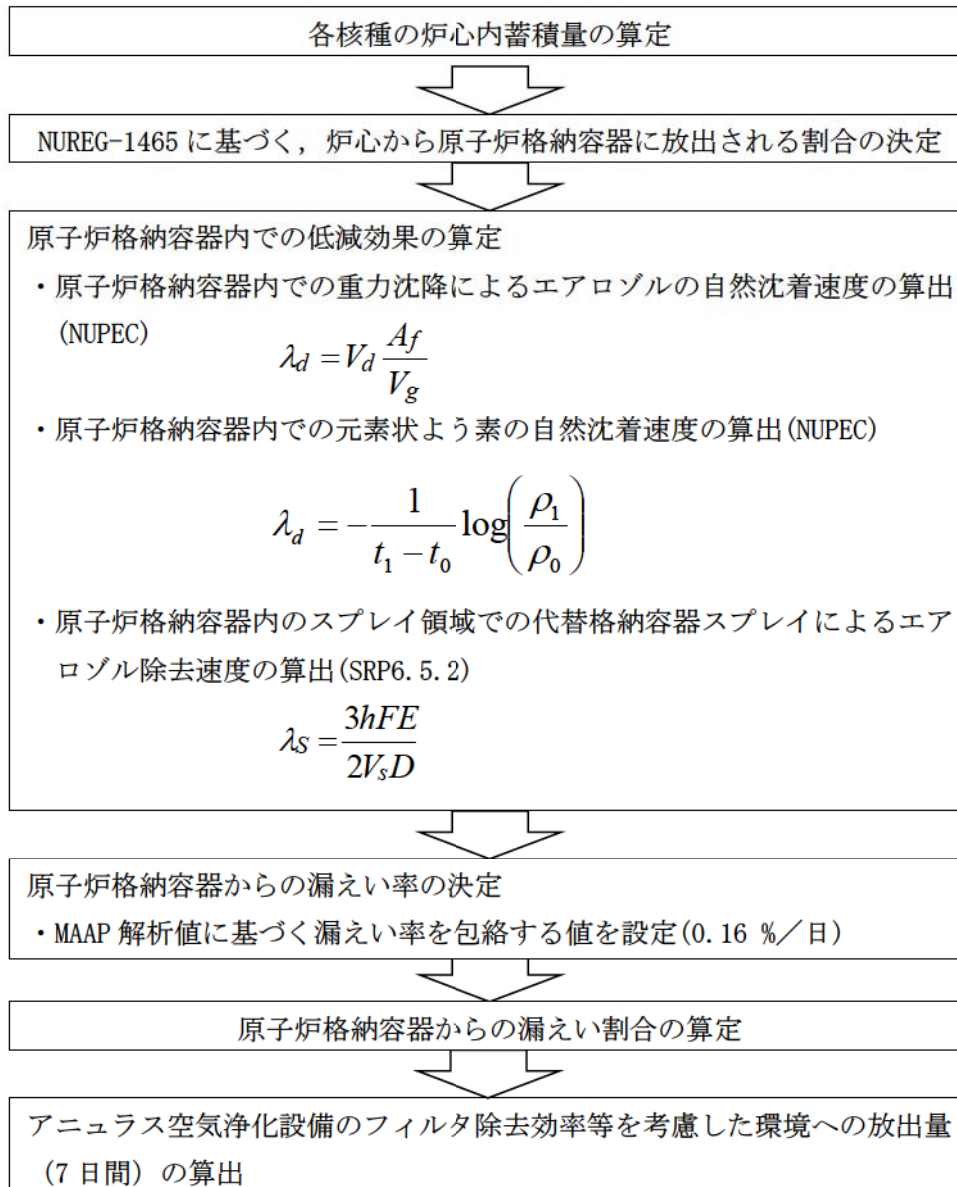 各核種の炉心内蓄積量の算定
NUREG-1465 に基づく，炉心から原子炉格納容器に放出される割合の決定
原子炉格納容器内での低減効果の算定
・原子炉格納容器内での重力沈降によるエアロゾルの自然沈着速度の算出
(NUPEC)
λd = Vd Af/Vg
・原子炉格納容器内での元素状よう素の自然沈着速度の算出(NUPEC)
λd = −1/(t1 − t0) log(ρ1/ρ0)
・原子炉格納容器内のスプレイ領域での代替格納容器スプレイによるエア
ロゾル除去速度の算出(SRP6.5.2)
λS = 3hFE/2VsD
原子炉格納容器からの漏えい率の決定
・MAAP 解析値に基づく漏えい率を包絡する値を設定(0.16 %／日)
原子炉格納容器からの漏えい割合の算定
アニュラス空気浄化設備のフィルタ除去効率等を考慮した環境への放出量
（7 日間）の算出